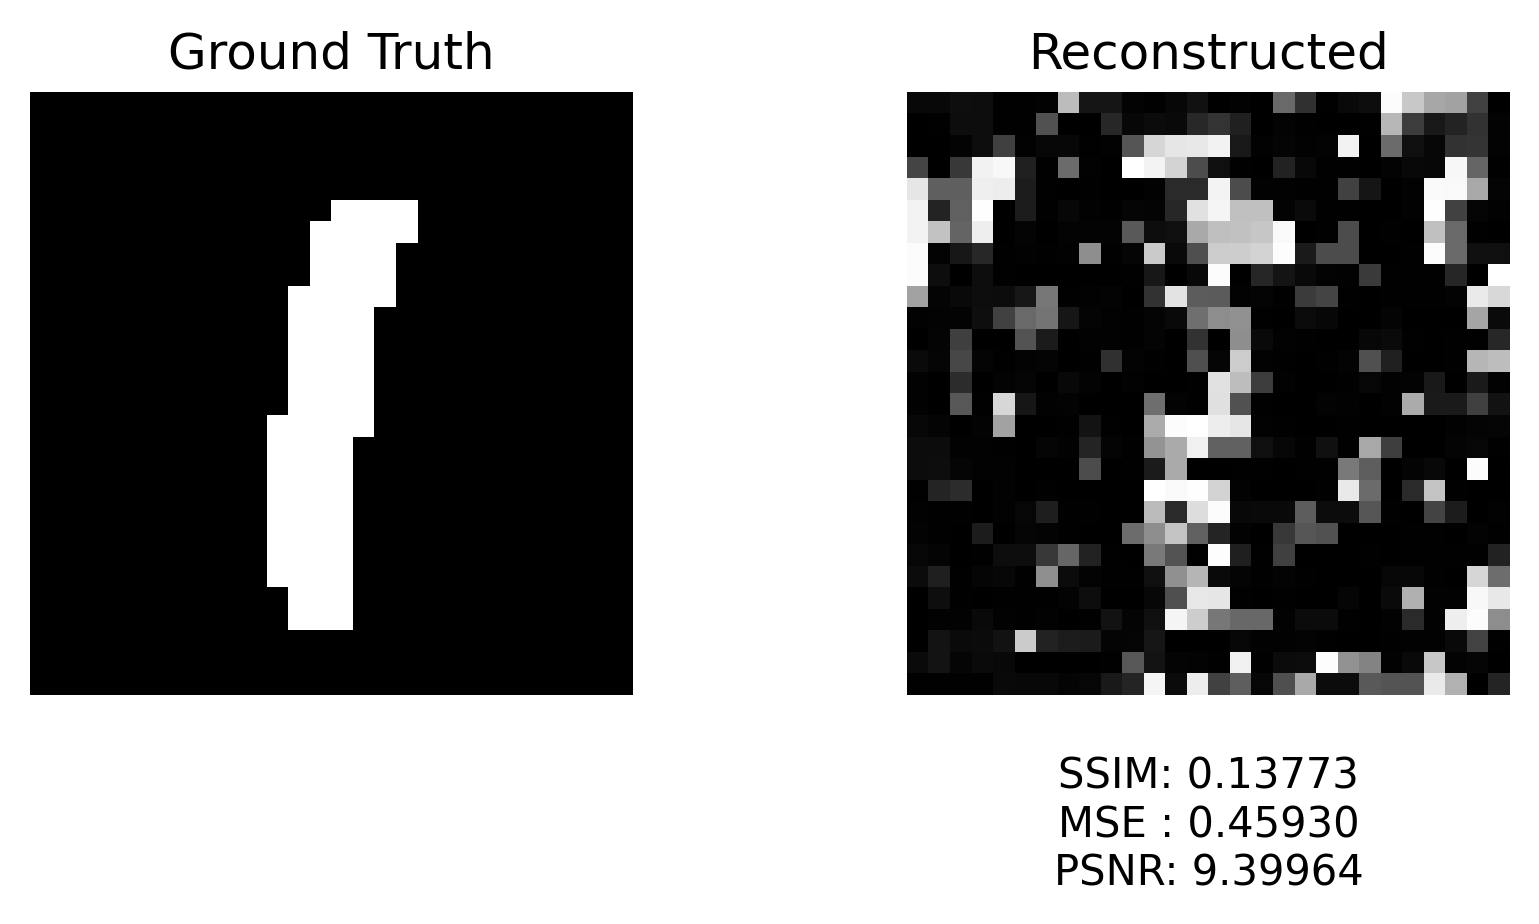 Ground Truth
Reconstructed
SSIM: 0.13773
MSE : 0.45930
PSNR: 9.39964